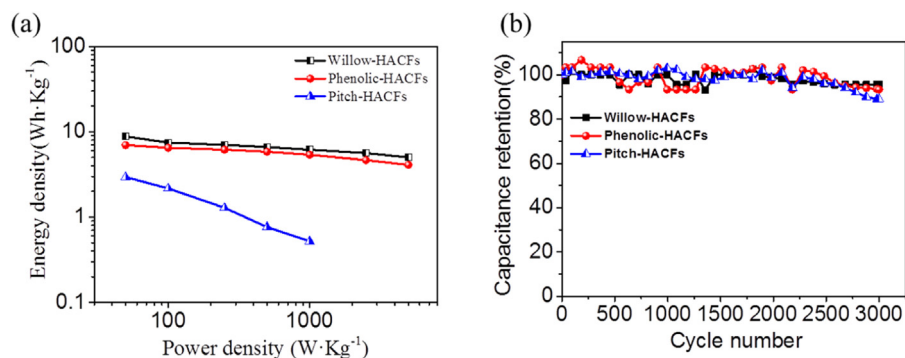 (a)
Energy density(Wh·Kg-1)
100
10
1
0.1
Willow-HACFs
Phenolic-HACFs
Pitch-HACFs
100
1000
Power density (W·Kg-1)
(b)
Capacitance retention(%)
120
100
80
60
40
20
0
Willow-HACFs
Phenolic-HACFs
Pitch-HACFs
0 500 1000 1500 2000 2500 3000
Cycle number